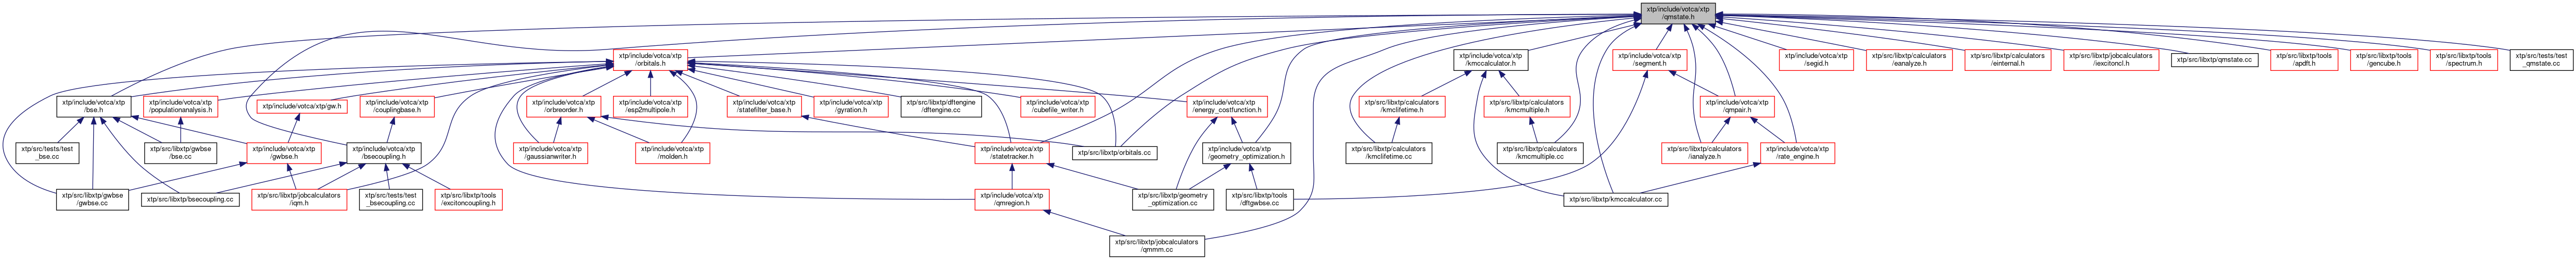 xtp/include/votca/xtp
/qmstate.h
xtp/include/votca/xtp
/orbitals.h
xtp/include/votca/xtp
/kmccalculator.h
xtp/include/votca/xtp
/segment.h
xtp/include/votca/xtp
/segid.h
xtp/src/libxtp/calculators
/eanalyze.h
xtp/src/libxtp/calculators
/einternal.h
xtp/src/libxtp/jobcalculators
/iexcitoncl.h
xtp/src/libxtp/qmstate.cc
xtp/src/libxtp/tools
/apdft.h
xtp/src/libxtp/tools
/gencube.h
xtp/src/libxtp/tools
/spectrum.h
xtp/src/tests/test
_qmstate.cc
xtp/include/votca/xtp
/bse.h
xtp/include/votca/xtp
/populationanalysis.h
xtp/include/votca/xtp/gw.h
xtp/include/votca/xtp
/couplingbase.h
xtp/include/votca/xtp
/orbreorder.h
xtp/include/votca/xtp
/esp2multipole.h
xtp/include/votca/xtp
/statefilter_base.h
xtp/include/votca/xtp
/gyration.h
xtp/src/libxtp/dftengine
/dftengine.cc
xtp/include/votca/xtp
/cubefile_writer.h
xtp/include/votca/xtp
/energy_costfunction.h
xtp/src/libxtp/calculators
/kmclifetime.h
xtp/src/libxtp/calculators
/kmcmultiple.h
xtp/include/votca/xtp
/qmpair.h
xtp/src/tests/test
_bse.cc
xtp/src/libxtp/gwbse
/bse.cc
xtp/include/votca/xtp
/gwbse.h
xtp/include/votca/xtp
/bsecoupling.h
xtp/include/votca/xtp
/gaussianwriter.h
xtp/include/votca/xtp
/molden.h
xtp/include/votca/xtp
/statetracker.h
xtp/src/libxtp/orbitals.cc
xtp/include/votca/xtp
/geometry_optimization.h
xtp/src/libxtp/calculators
/kmclifetime.cc
xtp/src/libxtp/calculators
/kmcmultiple.cc
xtp/src/libxtp/calculators
/ianalyze.h
xtp/include/votca/xtp
/rate_engine.h
xtp/src/libxtp/gwbse
/gwbse.cc
xtp/src/libxtp/bsecoupling.cc
xtp/src/libxtp/jobcalculators
/iqm.h
xtp/src/tests/test
_bsecoupling.cc
xtp/src/libxtp/tools
/excitoncoupling.h
xtp/include/votca/xtp
/qmregion.h
xtp/src/libxtp/geometry
_optimization.cc
xtp/src/libxtp/tools
/dftgwbse.cc
xtp/src/libxtp/kmccalculator.cc
xtp/src/libxtp/jobcalculators
/qmmm.cc